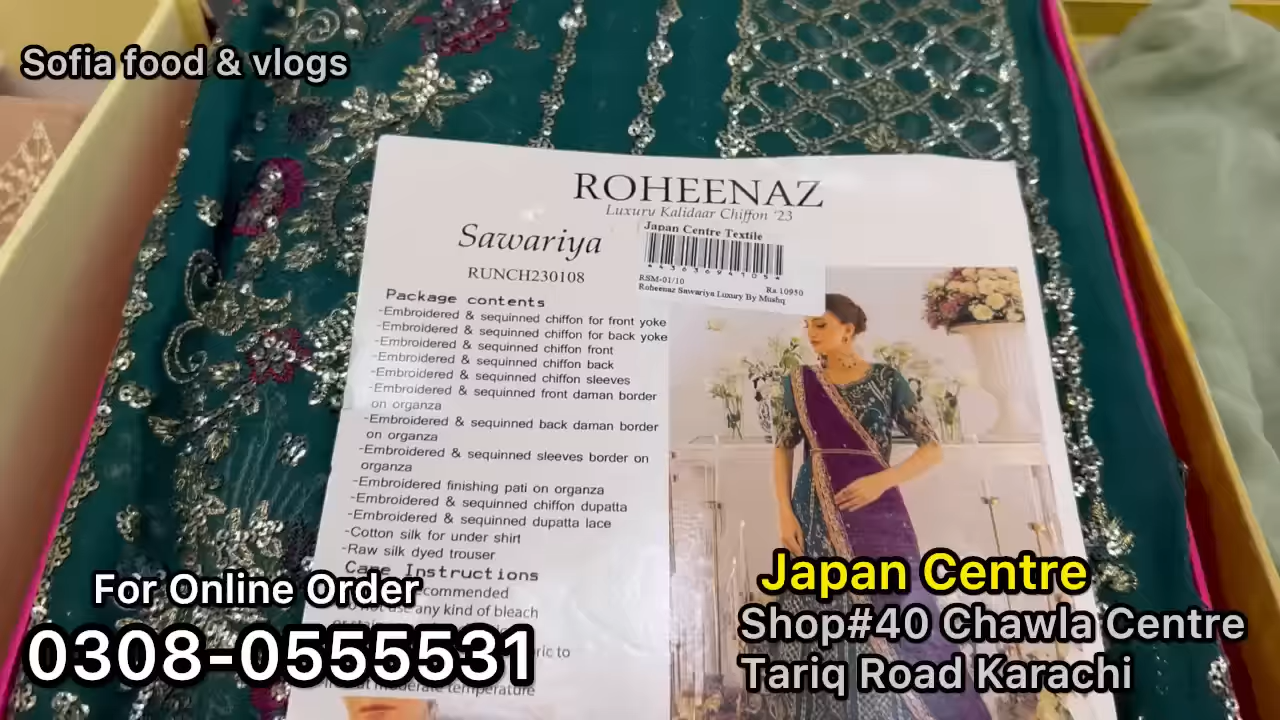 Sofia food & vlogs
ROHEENAZ
Luxury Kalidaar Chiffon '23
Sawariya
RUNCH230108
Japan Centre Textile
RSM-01/10 Rs 10950
Roheenaz Sawariya Luxury By Mushq
Package contents
-Embroidered & sequinned chiffon for front yoke
-Embroidered & sequinned chiffon for back yoke
-Embroidered & sequinned chiffon front
-Embroidered & sequinned chiffon back
-Embroidered & sequinned chiffon sleeves
-Embroidered & sequinned front daman border
on organza
-Embroidered & sequinned back daman border
on organza
-Embroidered & sequinned sleeves border on
organza
-Embroidered finishing pati on organza
-Embroidered & sequinned chiffon dupatta
-Embroidered & sequinned dupatta lace
-Cotton silk for under shirt
-Raw silk dyed trouser
Care Instructions
any kind of bleach
moderate temperature
For Online Order
0308-0555531
Japan Centre
Shop#40 Chawla Centre
Tariq Road Karachi